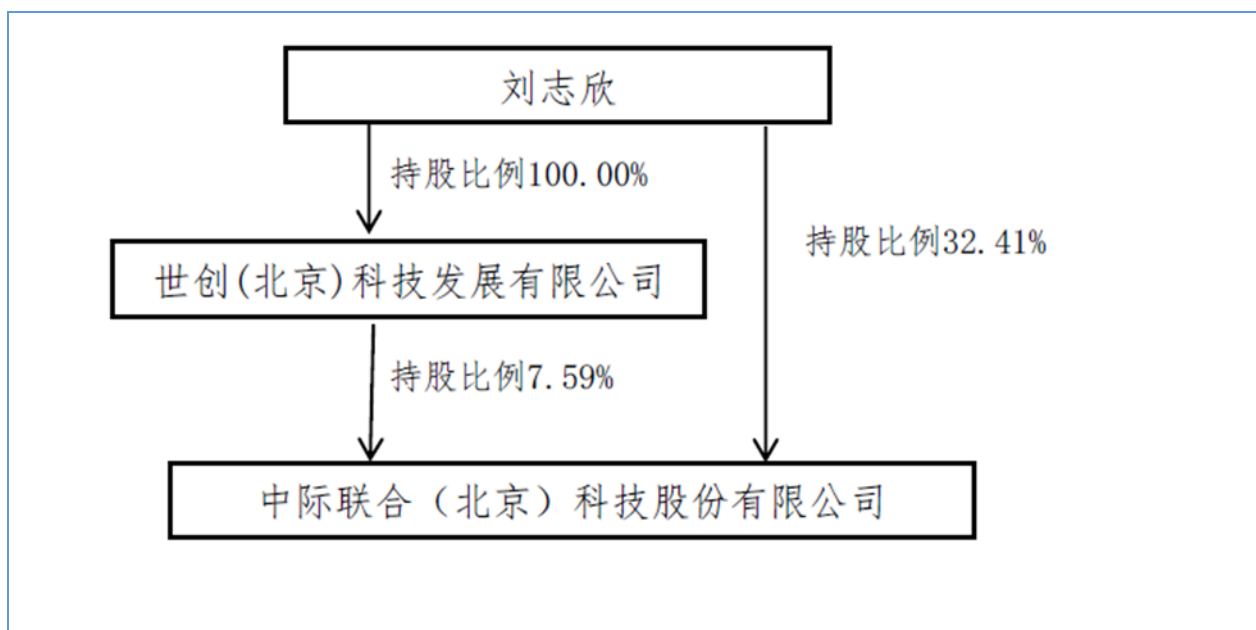 刘志欣
持股比例100.00%
持股比例32.41%
世创(北京)科技发展有限公司
持股比例7.59%
中际联合（北京）科技股份有限公司